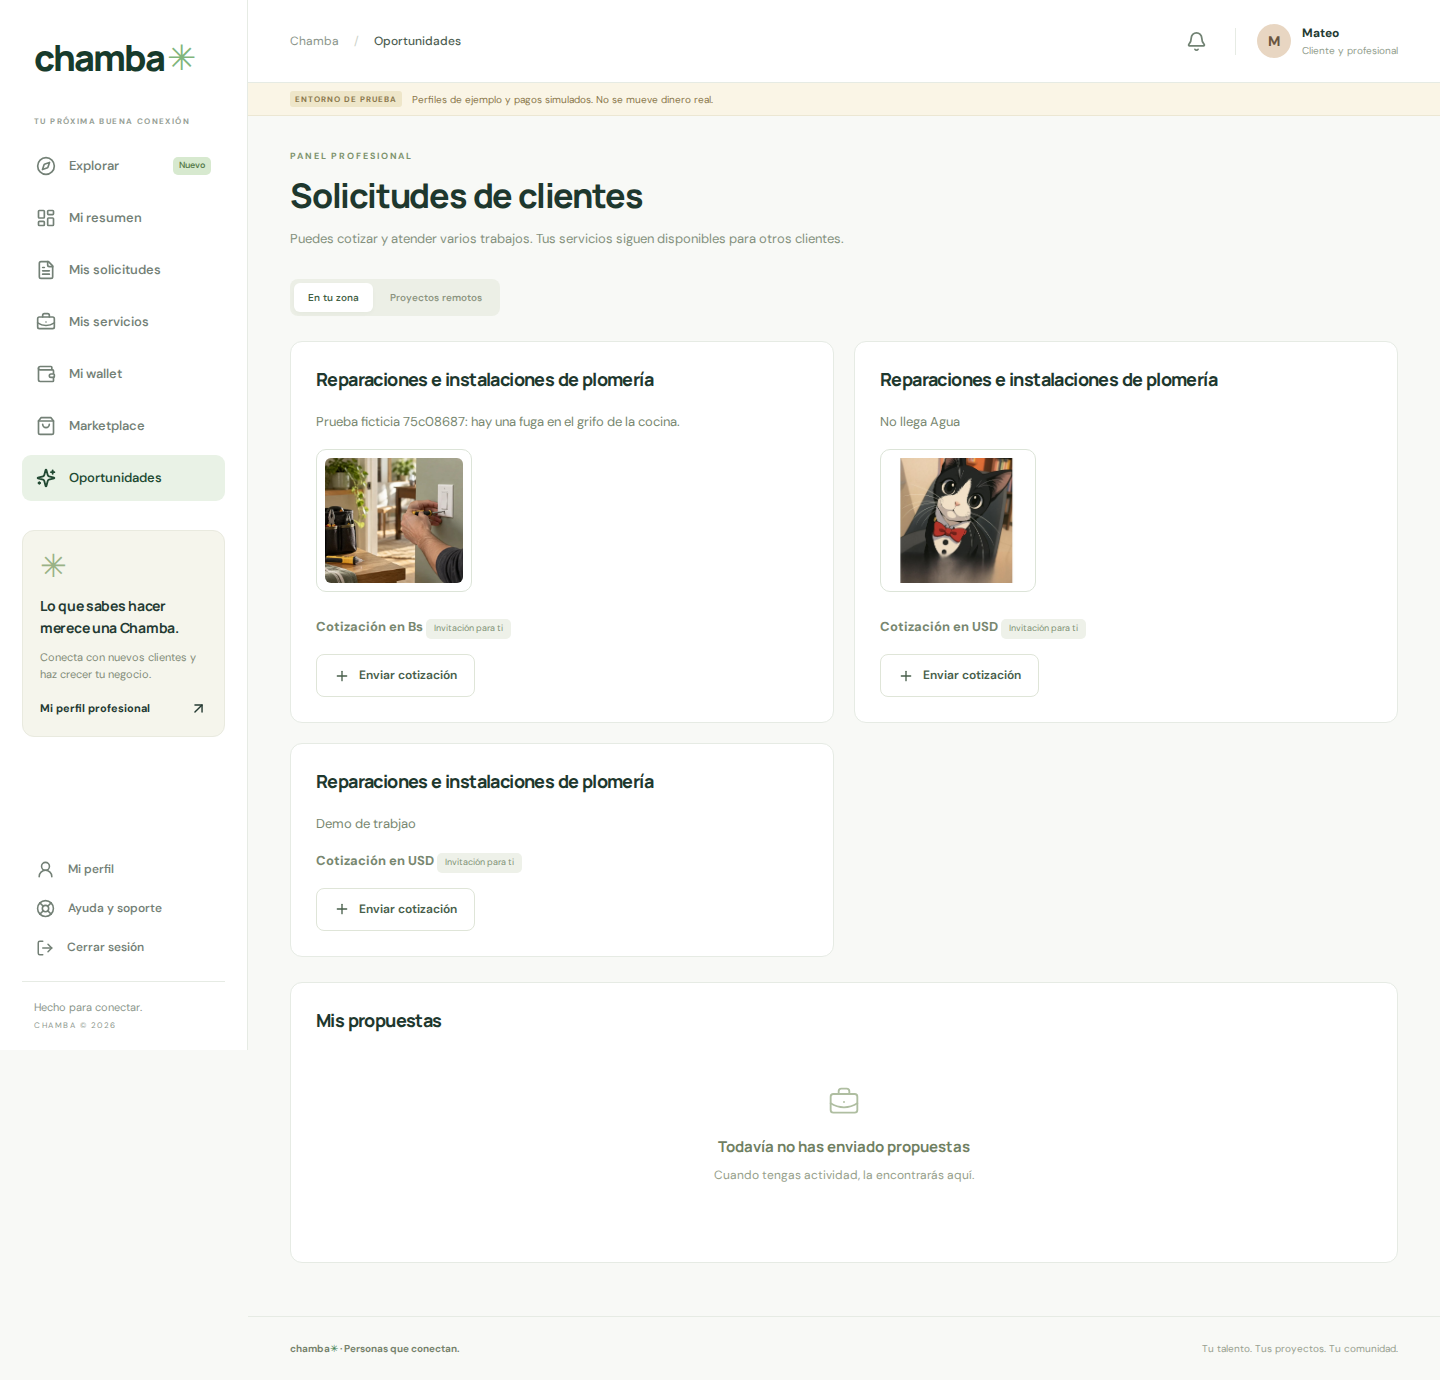 chamba
TU PRÓXIMA BUENA CONEXIÓN
Explorar
Nuevo
Mi resumen
Mis solicitudes
Mis servicios
Mi wallet
Marketplace
Oportunidades
Lo que sabes hacer
merece una Chamba.
Conecta con nuevos clientes y
haz crecer tu negocio.
Mi perfil profesional
Mi perfil
Ayuda y soporte
Cerrar sesión
Hecho para conectar.
CHAMBA © 2026
Chamba / Oportunidades
M
Mateo
Cliente y profesional
ENTORNO DE PRUEBA Perfiles de ejemplo y pagos simulados. No se mueve dinero real.
PANEL PROFESIONAL
Solicitudes de clientes
Puedes cotizar y atender varios trabajos. Tus servicios siguen disponibles para otros clientes.
En tu zona
Proyectos remotos
Reparaciones e instalaciones de plomería
Prueba ficticia 75c08687: hay una fuga en el grifo de la cocina.
Cotización en Bs Invitación para ti
Enviar cotización
Reparaciones e instalaciones de plomería
No llega Agua
Cotización en USD Invitación para ti
Enviar cotización
Reparaciones e instalaciones de plomería
Demo de trabjao
Cotización en USD Invitación para ti
Enviar cotización
Mis propuestas
Todavía no has enviado propuestas
Cuando tengas actividad, la encontrarás aquí.
chamba✳ · Personas que conectan.
Tu talento. Tus proyectos. Tu comunidad.